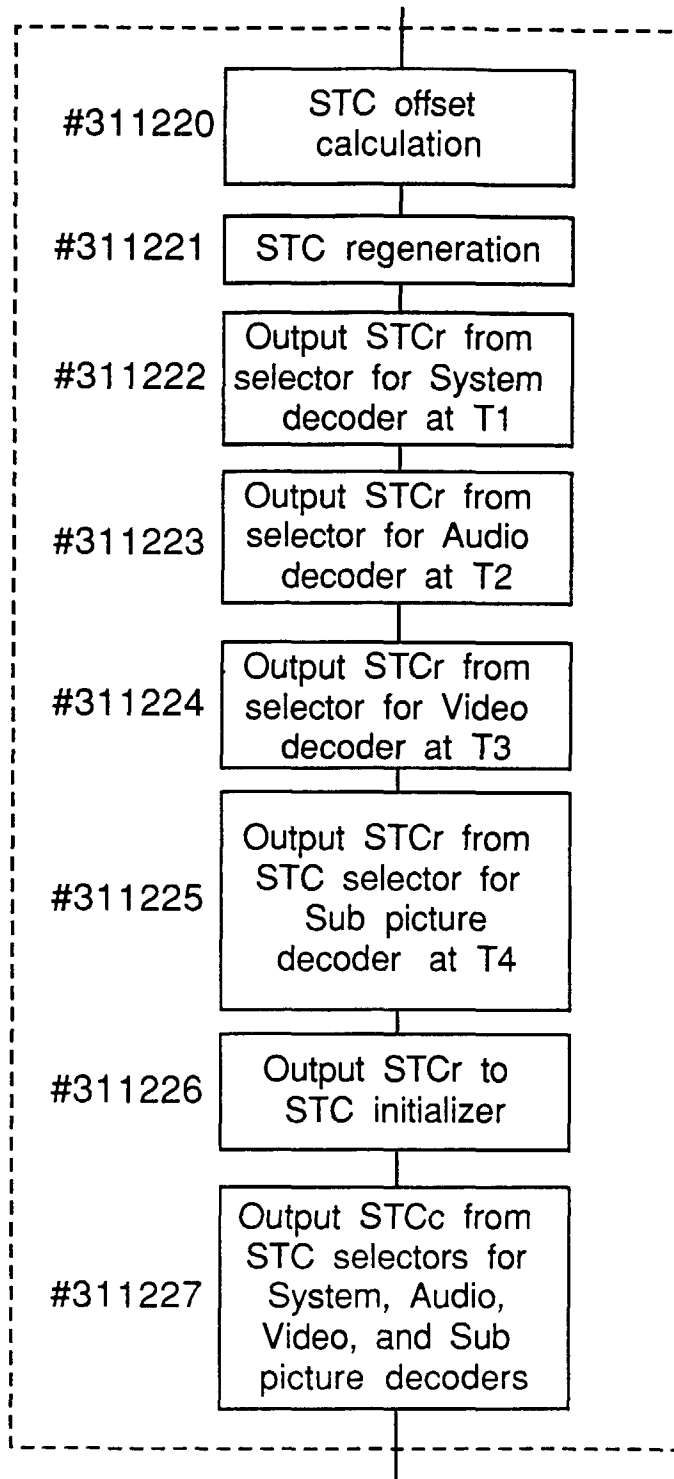 #311220
STC offset
calculation
#311221
STC regeneration
#311222
Output STCr from
selector for System
decoder at T1
#311223
Output STCr from
selector for Audio
decoder at T2
#311224
Output STCr from
selector for Video
decoder at T3
#311225
Output STCr from
STC selector for
Sub picture
decoder at T4
#311226
Output STCr to
STC initializer
#311227
Output STCc from
STC selectors for
System, Audio,
Video, and Sub
picture decoders